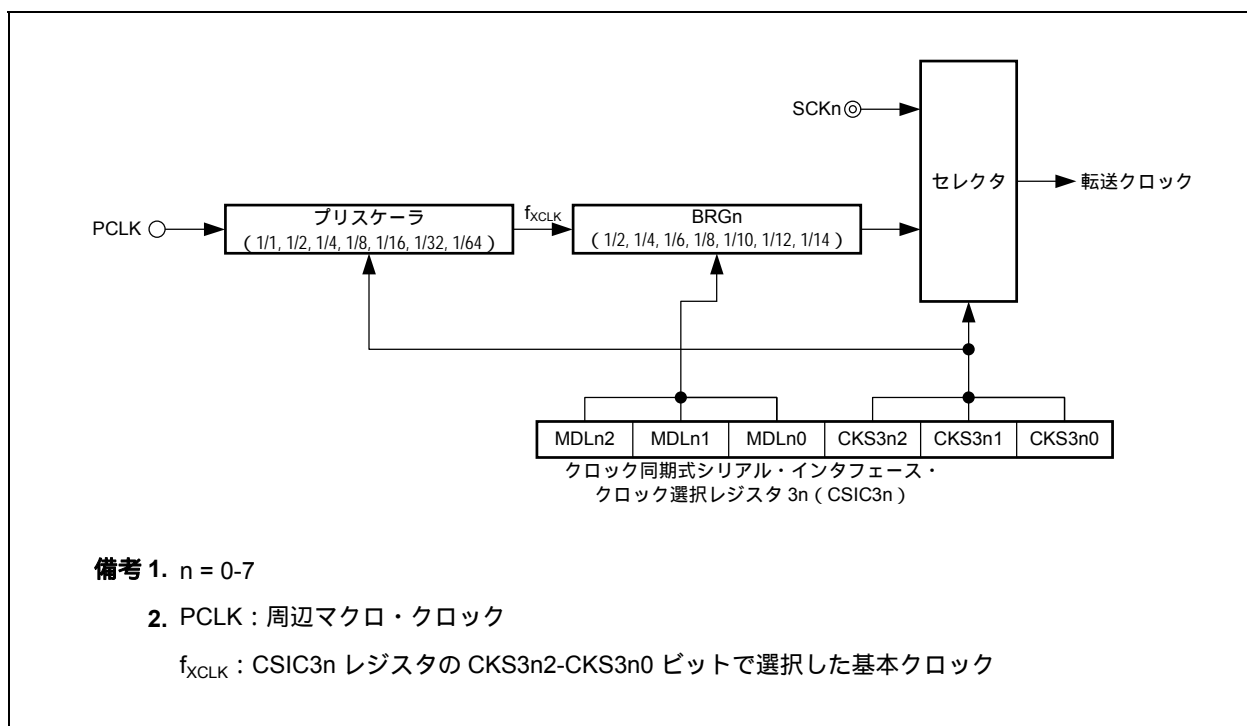 SCKn
セレクタ
転送クロック
PCLK
プリスケーラ
( 1/1, 1/2, 1/4, 1/8, 1/16, 1/32, 1/64 )
fXCLK
BRGn
( 1/2, 1/4, 1/6, 1/8, 1/10, 1/12, 1/14 )
MDLn2 MDLn1 MDLn0 CKS3n2 CKS3n1 CKS3n0
クロック同期式シリアル・インタフェース・
クロック選択レジスタ 3n ( CSIC3n )
備考 1. n = 0-7
2. PCLK：周辺マクロ・クロック
fXCLK：CSIC3n レジスタの CKS3n2-CKS3n0 ビットで選択した基本クロック